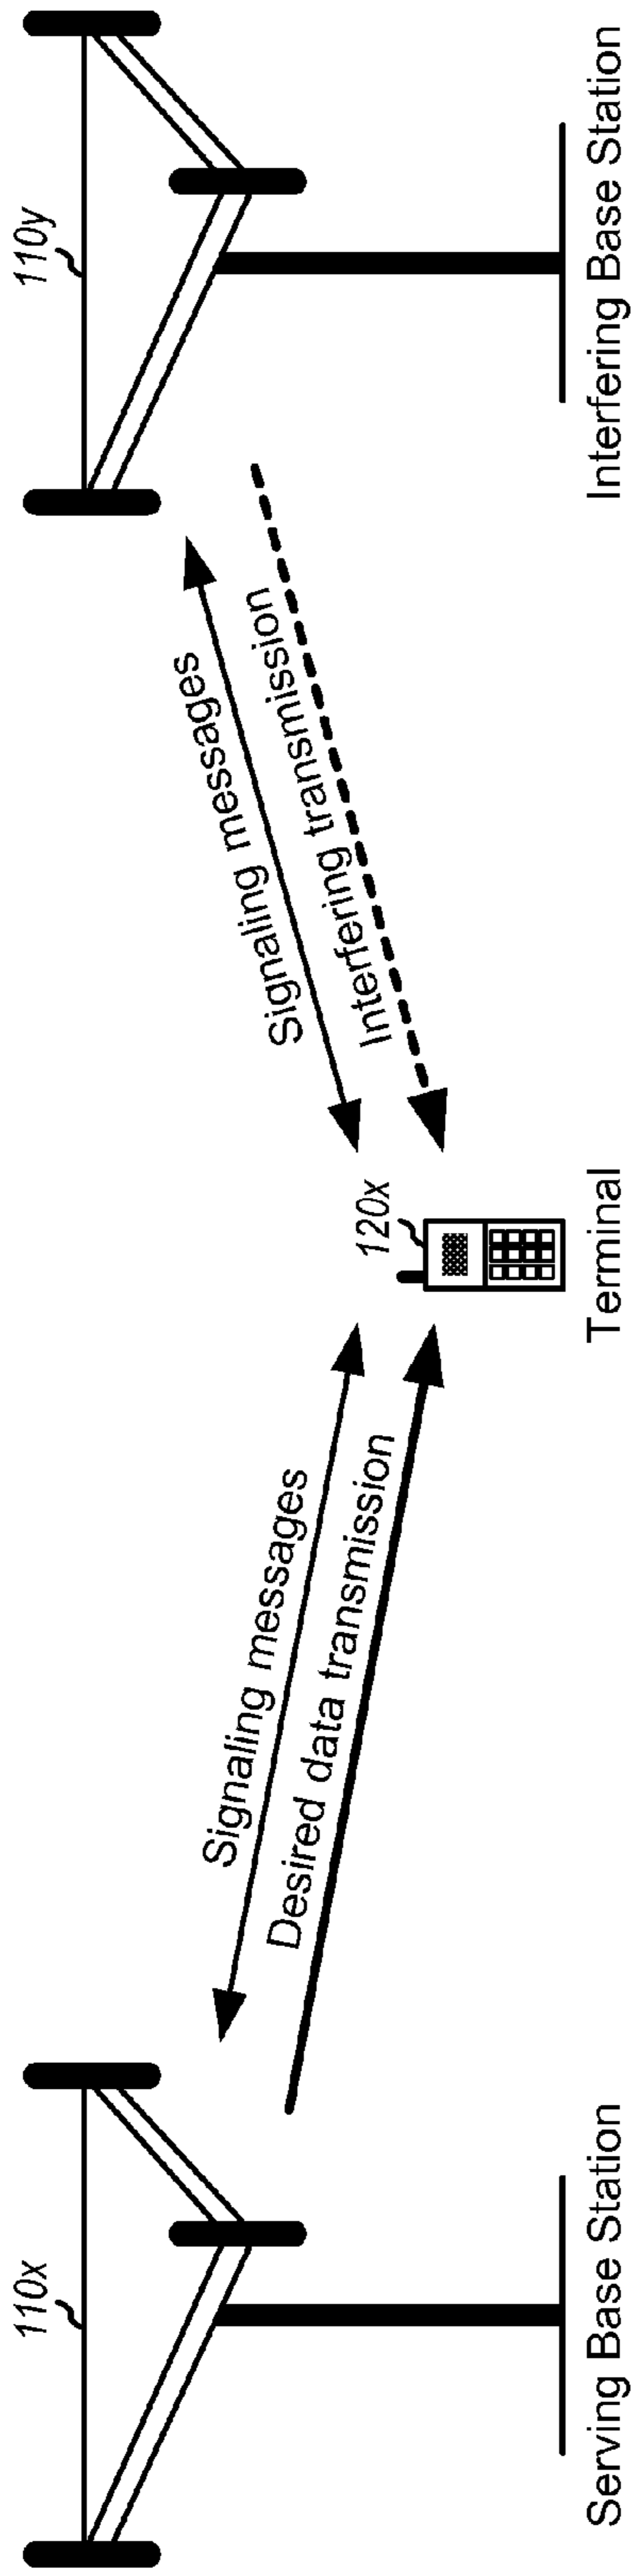 110x
110y
Signaling messages
Desired data transmission
Signaling messages
Interfering transmission
120x
Serving Base Station
Terminal
Interfering Base Station